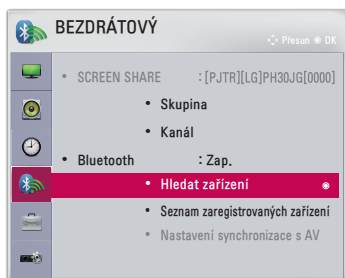 BEZDRÁTOVÝ
Přesun OK
• SCREEN SHARE : [PJTR][LG]PH30JG[0000]
• Skupina
• Kanál
• Bluetooth : Zap.
• Hledat zařízení
• Seznam zaregistrovaných zařízení
• Nastavení synchronizace s AV